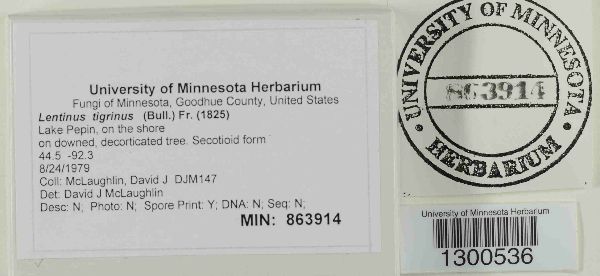 University of Minnesota Herbarium
Fungi of Minnesota, Goodhue County, United States
Lentinus tigrinus (Bull.) Fr. (1825)
Lake Pepin, on the shore
on downed, decorticated tree. Secotioid form
44.5 -92.3
8/24/1979
Coll: McLaughlin, David J DJM147
Det: David J McLaughlin
Desc: N; Photo: N; Spore Print: Y; DNA: N; Seq: N;
MIN: 863914
UNIVERSITY OF MINNESOTA
863914
HERBARIUM
University of Minnesota Herbarium
1300536